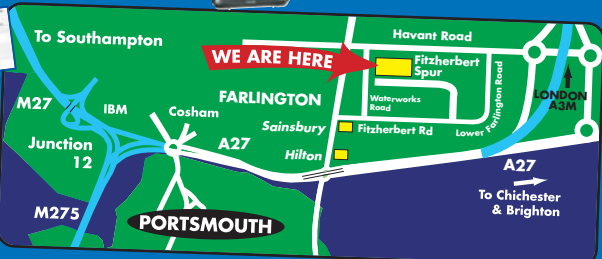 To Southampton
Havant Road
WE ARE HERE
Fitzherbert
Spur
M27
IBM
FARLINGTON
Waterworks
Road
Lower Farlington Road
LONDON
A3M
Cosham
Sainsbury
Fitzherbert Rd
Junction
12
A27
Hilton
A27
To Chichester
& Brighton
M275
PORTSMOUTH